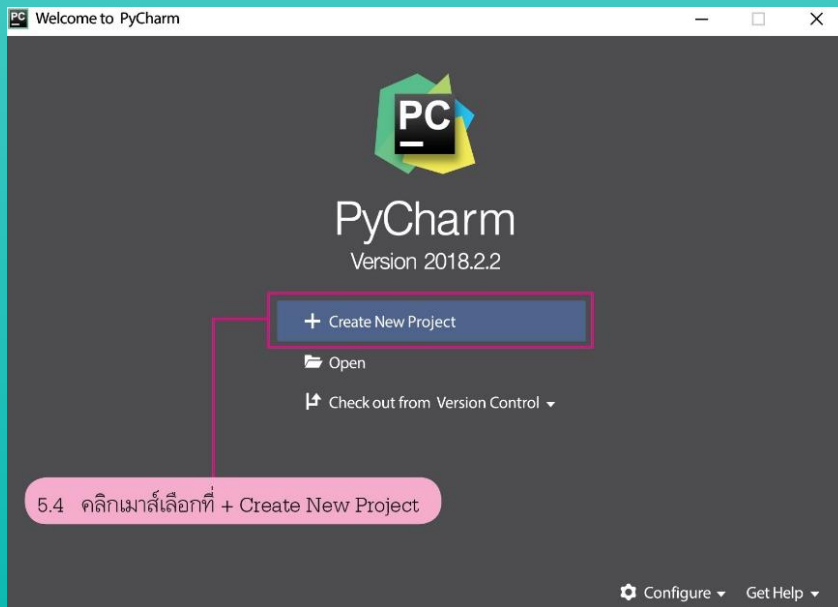 PC Welcome to PyCharm
PC
PyCharm
Version 2018.2.2
+ Create New Project
Open
Check out from Version Control
5.4 คลิกเมาส์เลือกที่ + Create New Project
Configure Get Help